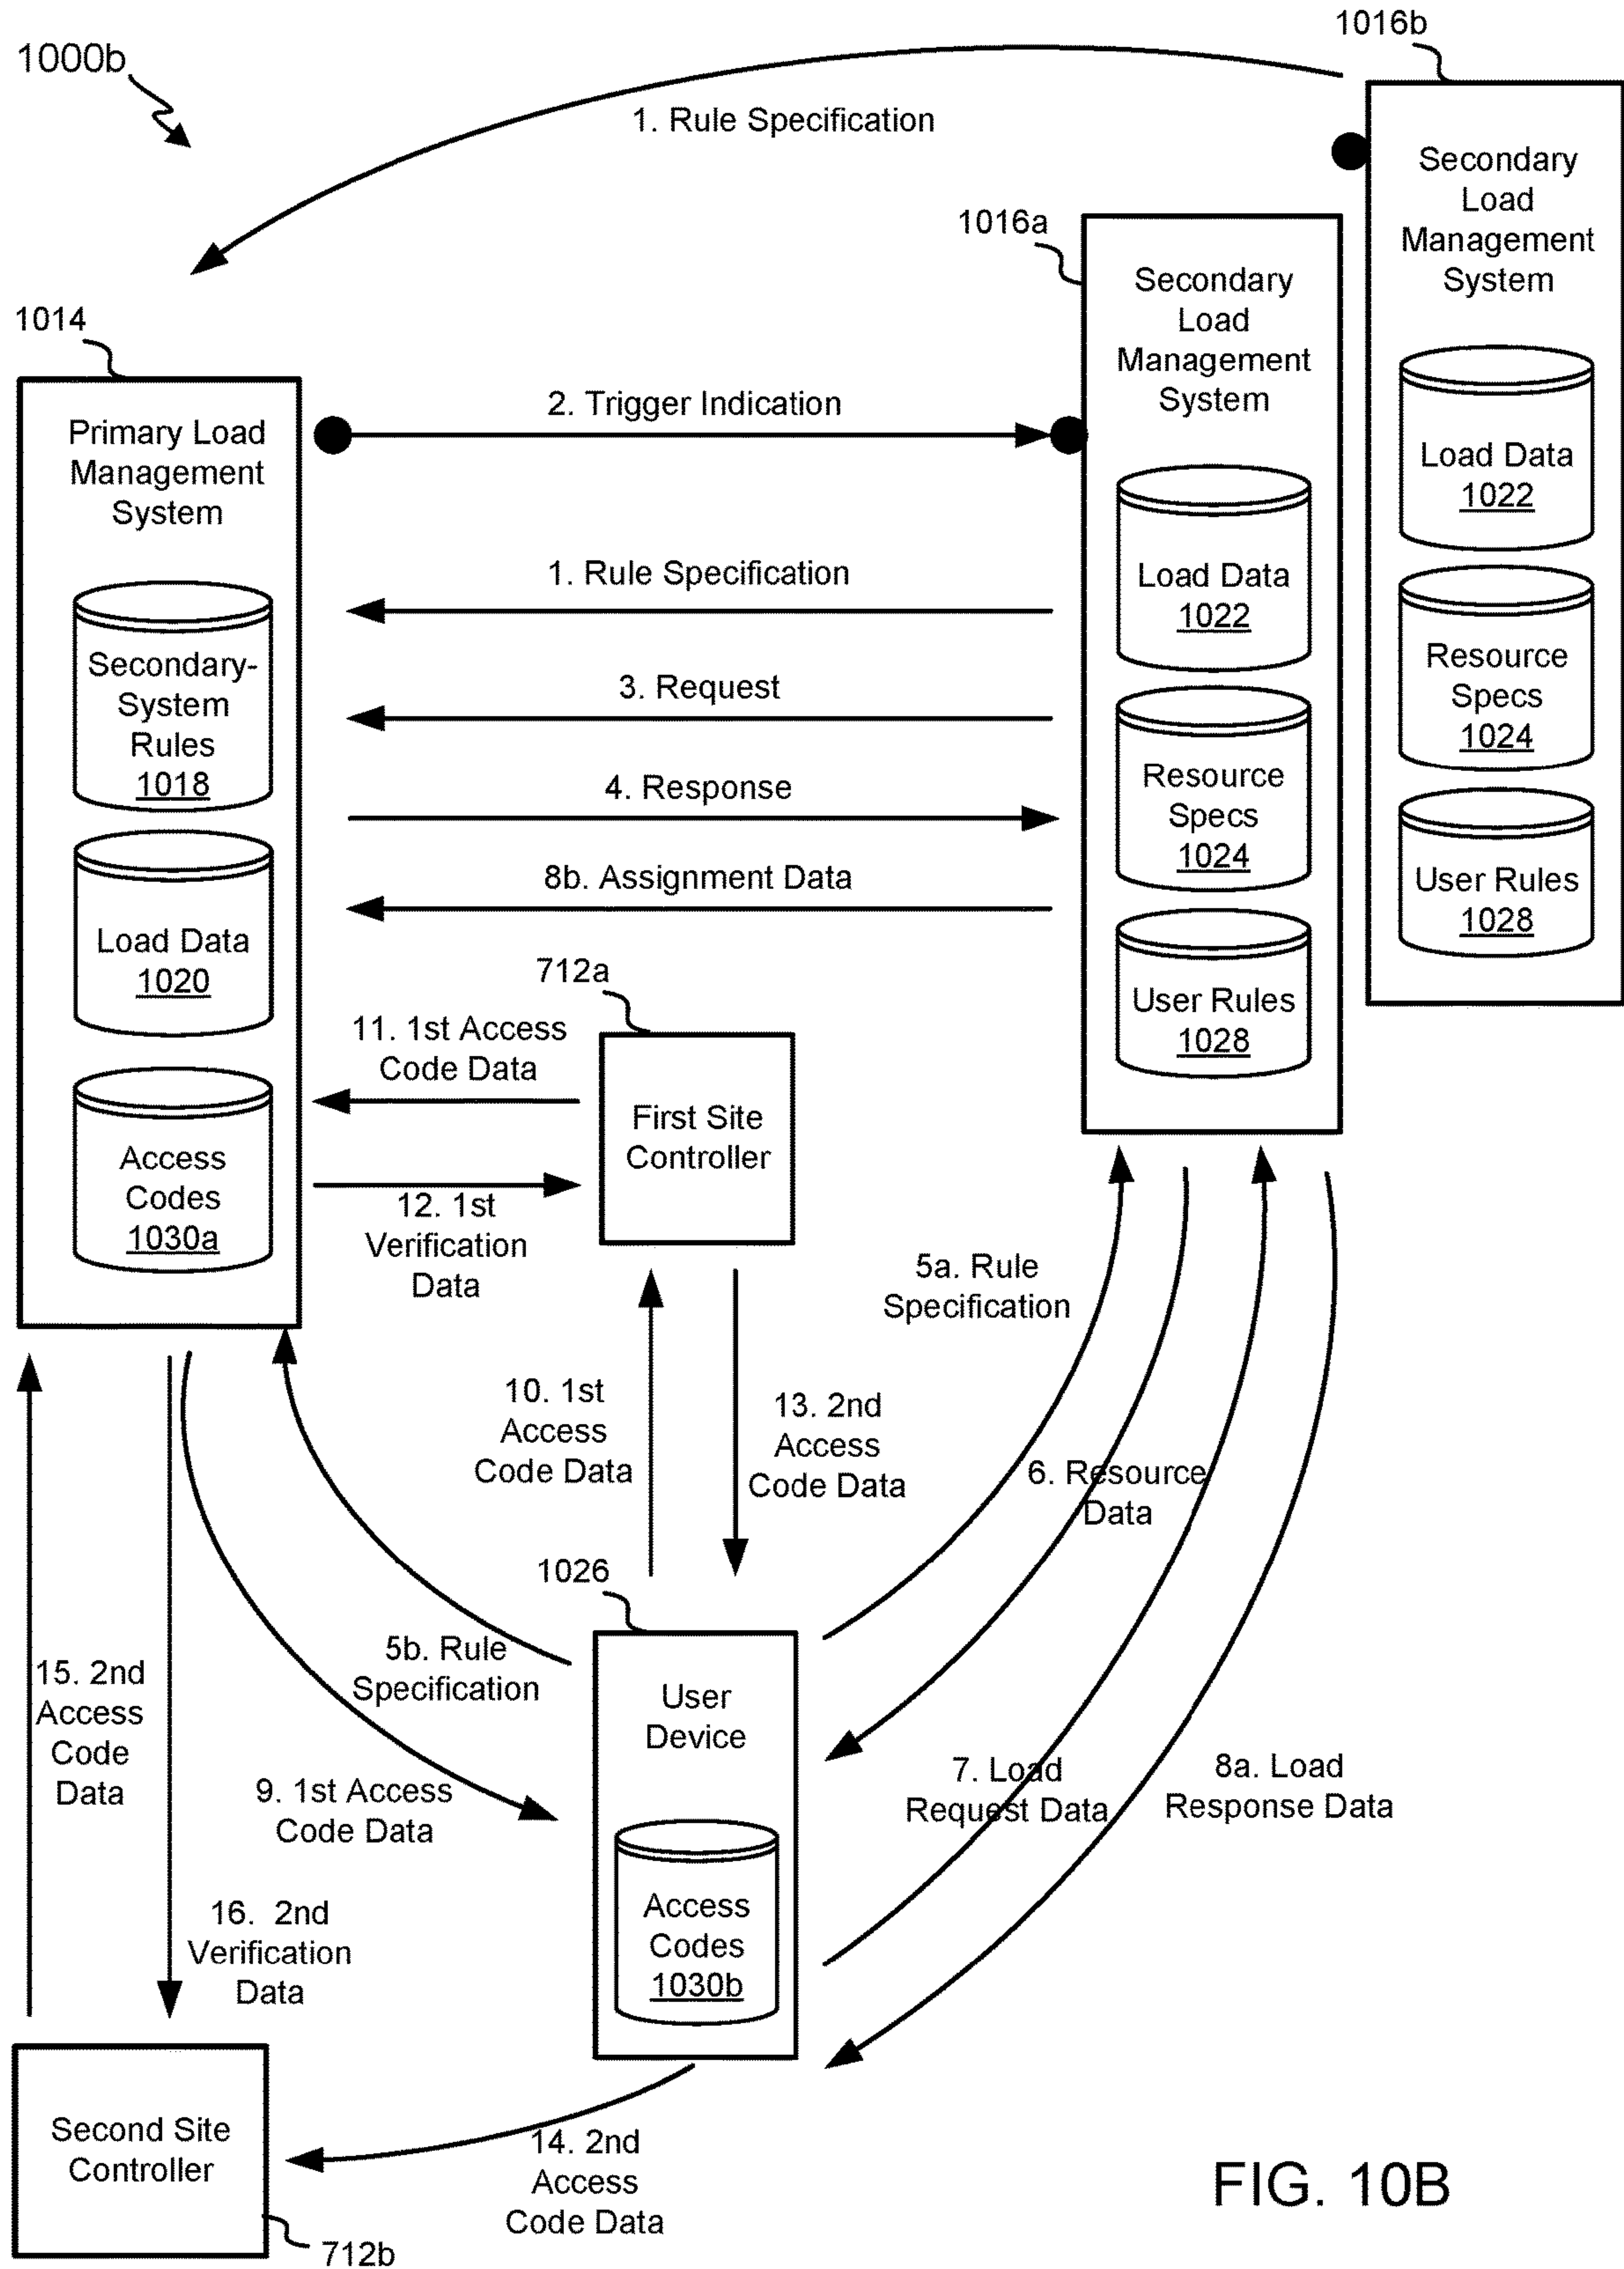 1000b
1016b
1. Rule Specification
Secondary
Load
Management
System
Load Data
1022
Resource
Specs
1024
User Rules
1028
1016a
Secondary
Load
Management
System
Load Data
1022
Resource
Specs
1024
User Rules
1028
1014
Primary Load
Management
System
Secondary-
System
Rules
1018
Load Data
1020
Access
Codes
1030a
2. Trigger Indication
1. Rule Specification
3. Request
4. Response
8b. Assignment Data
712a
First Site
Controller
11. 1st Access
Code Data
12. 1st
Verification
Data
10. 1st
Access
Code Data
13. 2nd
Access
Code Data
5a. Rule
Specification
6. Resource
Data
7. Load
Request Data
8a. Load
Response Data
1026
User
Device
Access
Codes
1030b
5b. Rule
Specification
9. 1st Access
Code Data
15. 2nd
Access
Code
Data
16. 2nd
Verification
Data
Second Site
Controller
712b
14. 2nd
Access
Code Data
FIG. 10B